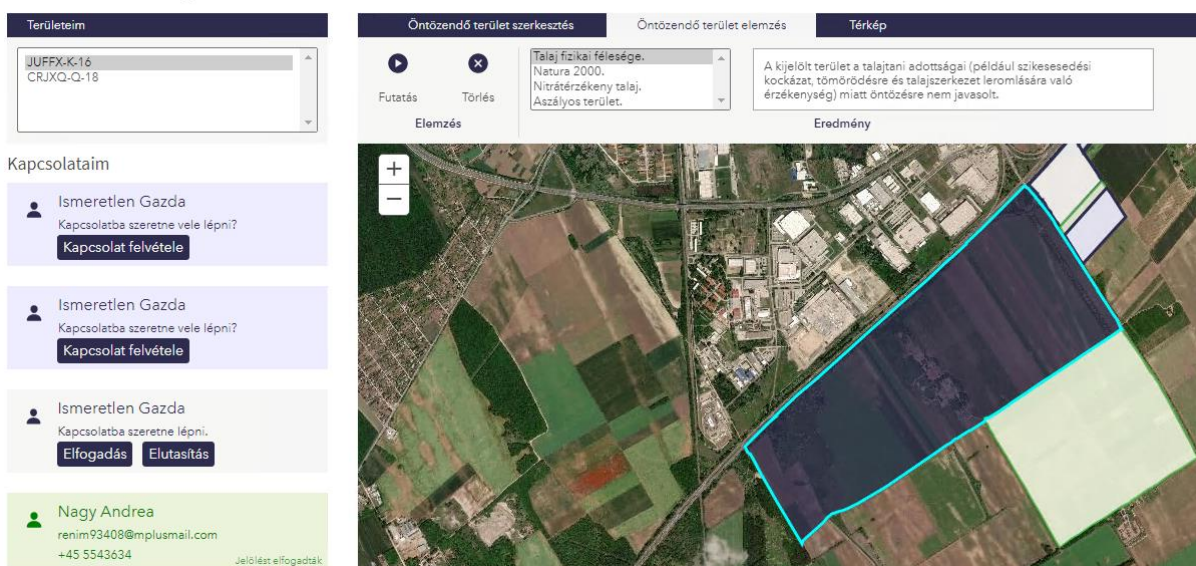 Területeim
JUFFX-K-16
CRJXQ-Q-18
Kapcsolataim
Ismeretlen Gazda
Kapcsolatba szeretne vele lépni?
Kapcsolat felvétele
Ismeretlen Gazda
Kapcsolatba szeretne vele lépni?
Kapcsolat felvétele
Ismeretlen Gazda
Kapcsolatba szeretne lépni.
Elfogadás Elutasítás
Nagy Andrea
renim93408@mplusmail.com
+45 5543634
Jelölést elfogadták
Öntözendő terület szerkesztés Öntözendő terület elemzés Térkép
Futatás Törlés
Elemzés
Talaj fizikai félesége.
Natura 2000.
Nitrátérzékeny talaj.
Aszályos terület.
A kijelölt terület a talajtani adottságai (például szikesesedési
kockázat, tömörödésre és talajszerkezet leromlására való
érzékenység) miatt öntözésre nem javasolt.
Eredmény
+
−